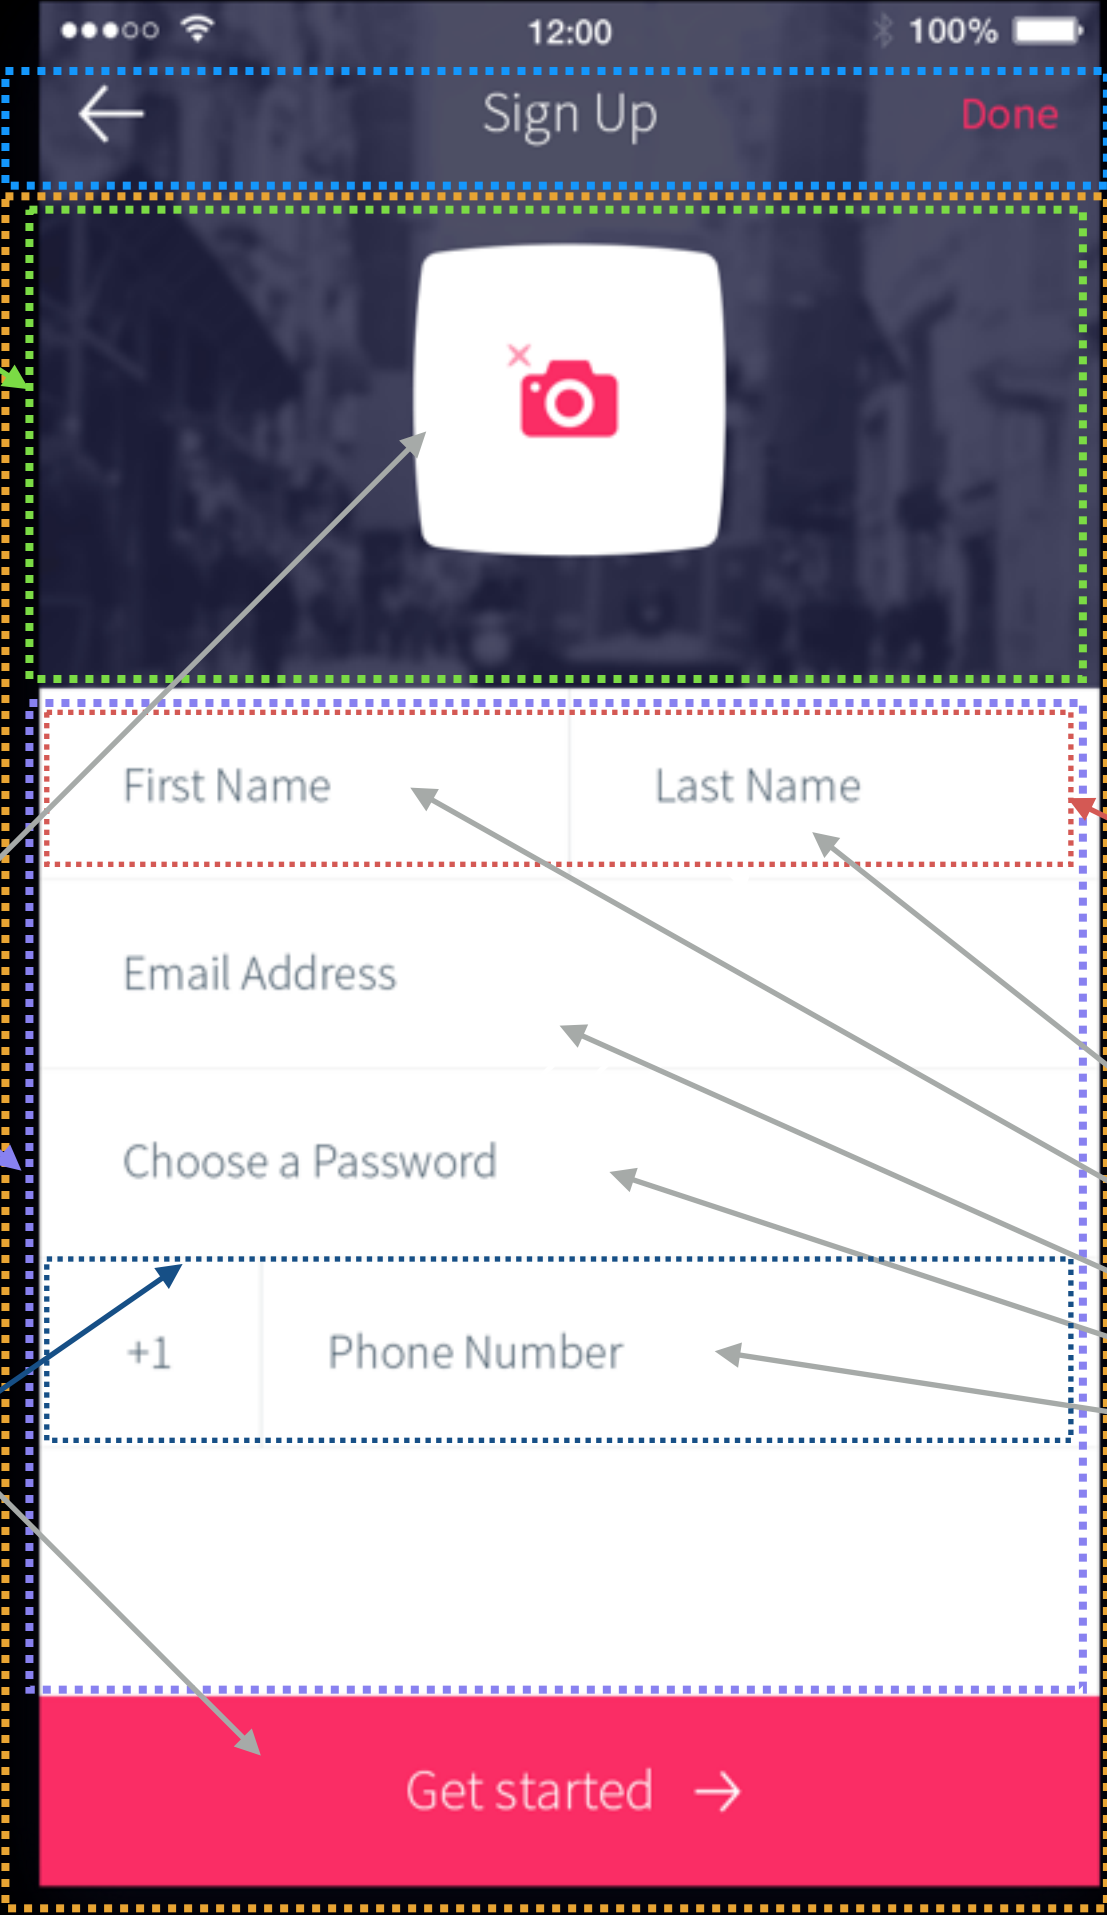 12:00 100%
Sign Up Done
First Name Last Name
Email Address
Choose a Password
+1 Phone Number
Get started →